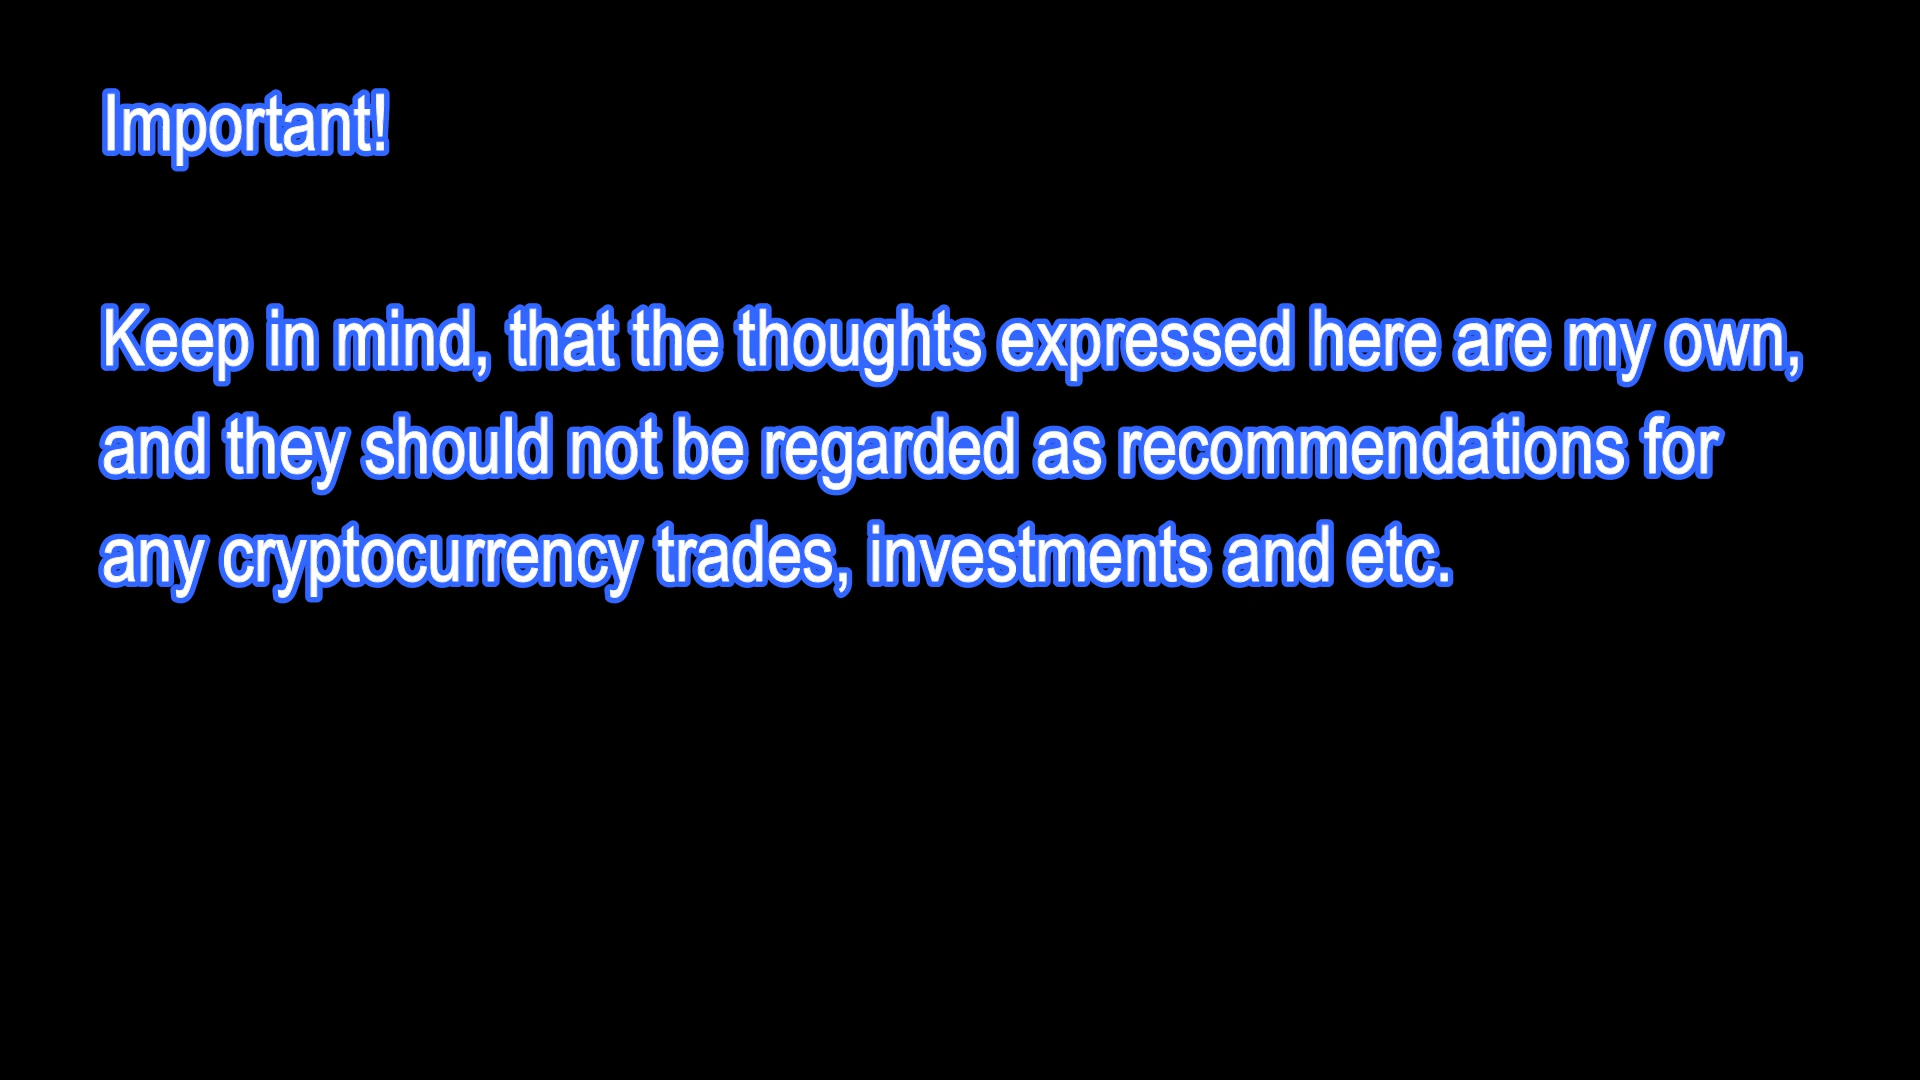 Important!
Keep in mind, that the thoughts expressed here are my own,
and they should not be regarded as recommendations for
any cryptocurrency trades, investments and etc.